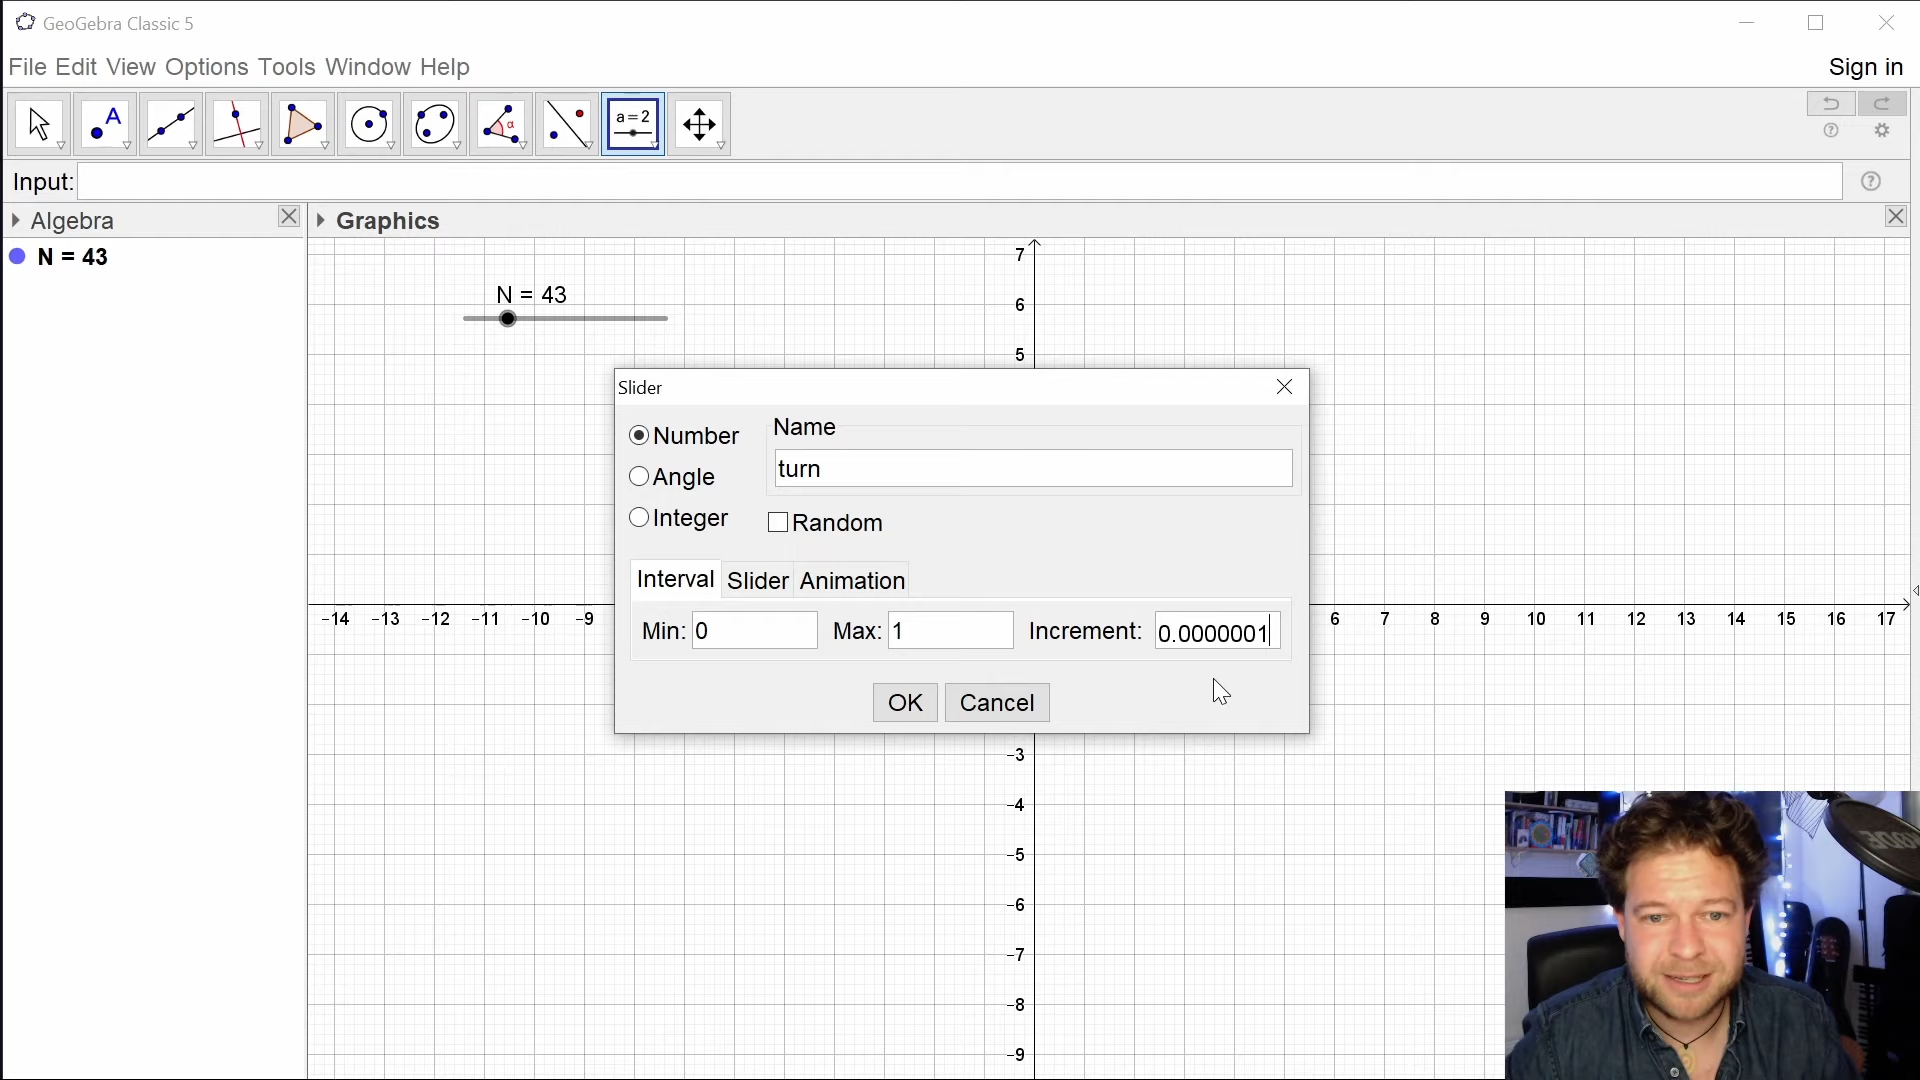 GeoGebra Classic 5
File Edit View Options Tools Window Help
Sign in
A
α
a=2
Input:
Algebra
Graphics
N = 43
N = 43
7
6
5
Slider
Number
Angle
Integer
Name
turn
Random
Interval Slider Animation
Min: 0 Max: 1 Increment: 0.0000001
OK Cancel
-14 -13 -12 -11 -10 -9 6 7 8 9 10 11 12 13 14 15 16 17
-3
-4
-5
-6
-7
-8
-9